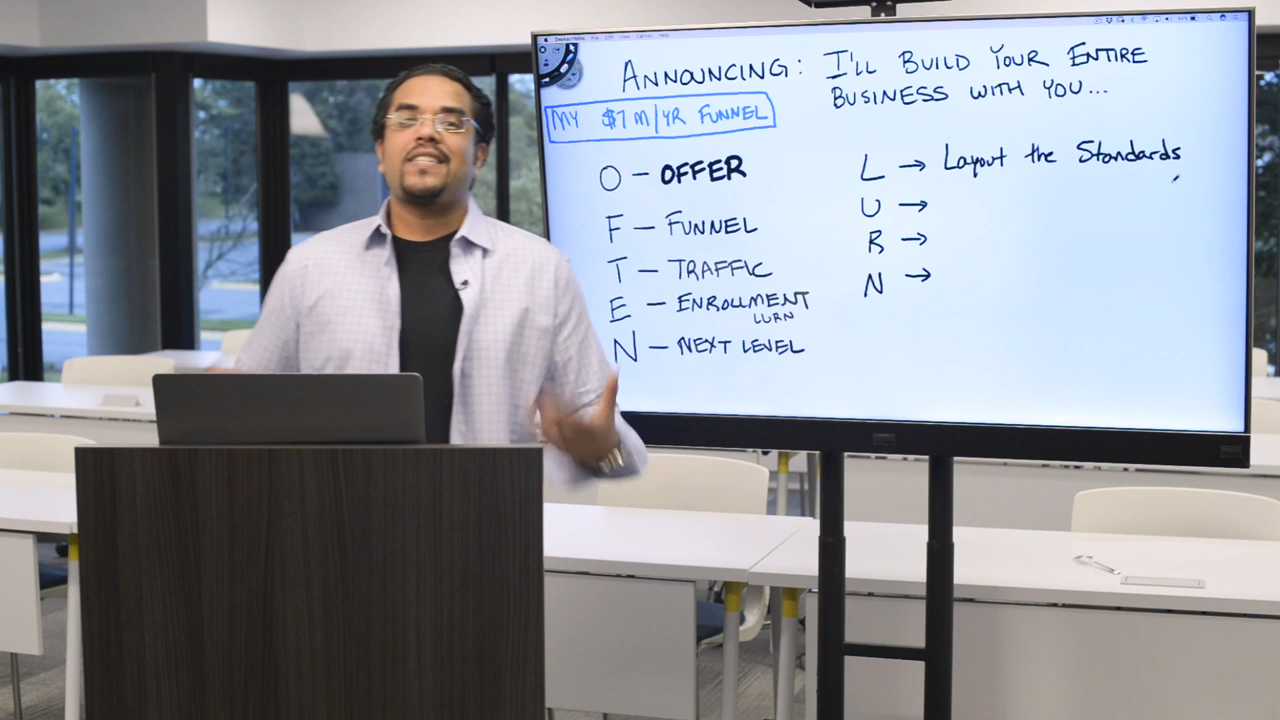 ANNOUNCING: I'LL BUILD YOUR ENTIRE
BUSINESS WITH YOU...
MY $7M/YR FUNNEL
O – OFFER
F – FUNNEL
T – TRAFFIC
E – ENROLLMENT
LURN
N – NEXT LEVEL
L → Layout the Standards
U →
R →
N →